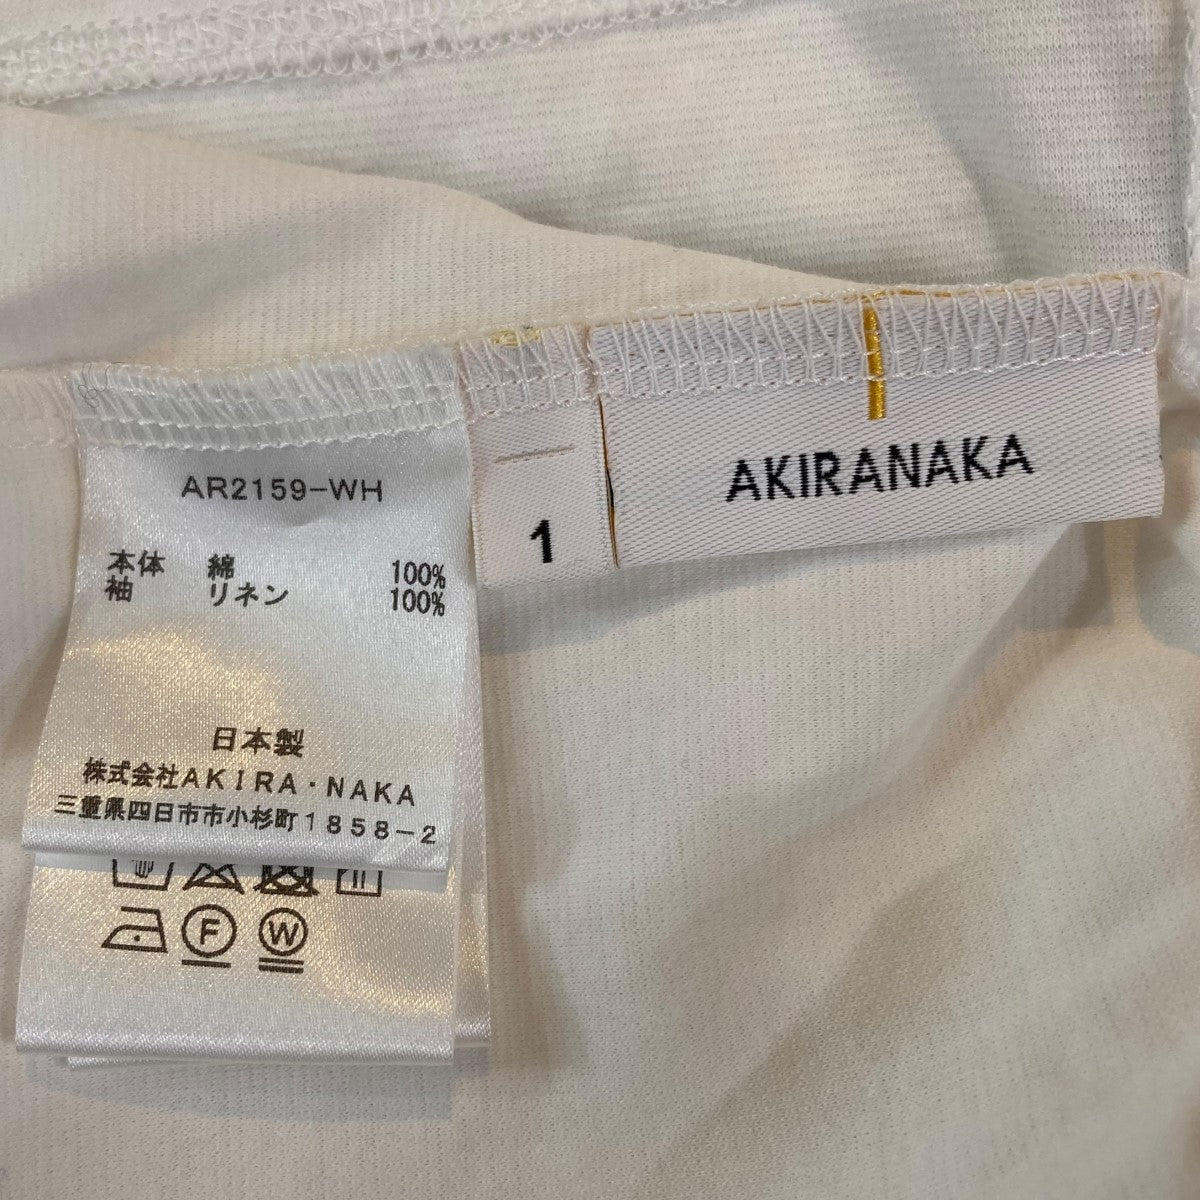 AR2159-WH
本体 綿 100%
袖 リネン 100%
日本製
株式会社AKIRA・NAKA
三重県四日市市小杉町1858-2
F W
1
AKIRANAKA